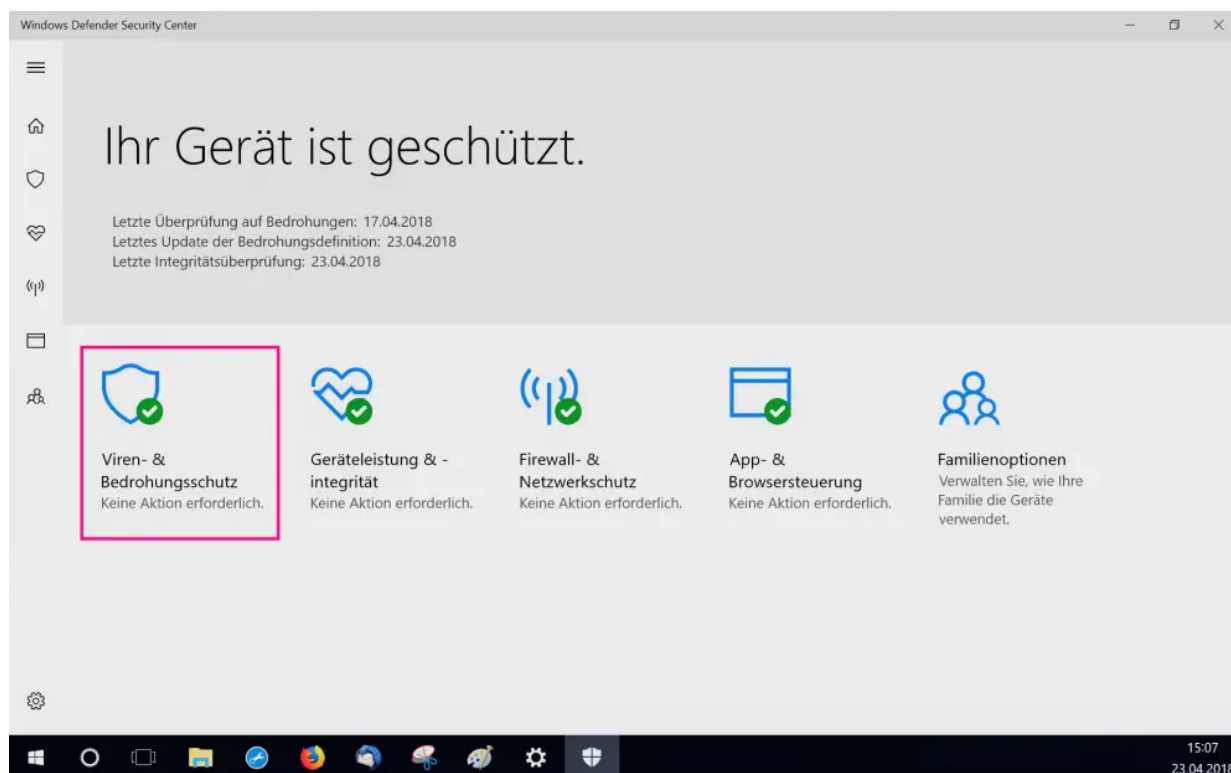 Windows Defender Security Center
Ihr Gerät ist geschützt.
Letzte Überprüfung auf Bedrohungen: 17.04.2018
Letztes Update der Bedrohungsdefinition: 23.04.2018
Letzte Integritätsüberprüfung: 23.04.2018
Viren- &
Bedrohungsschutz
Keine Aktion erforderlich.
Geräteleistung & -
integrität
Keine Aktion erforderlich.
Firewall- &
Netzwerkschutz
Keine Aktion erforderlich.
App- &
Browsersteuerung
Keine Aktion erforderlich.
Familienoptionen
Verwalten Sie, wie Ihre
Familie die Geräte
verwendet.
15:07
23.04.2018